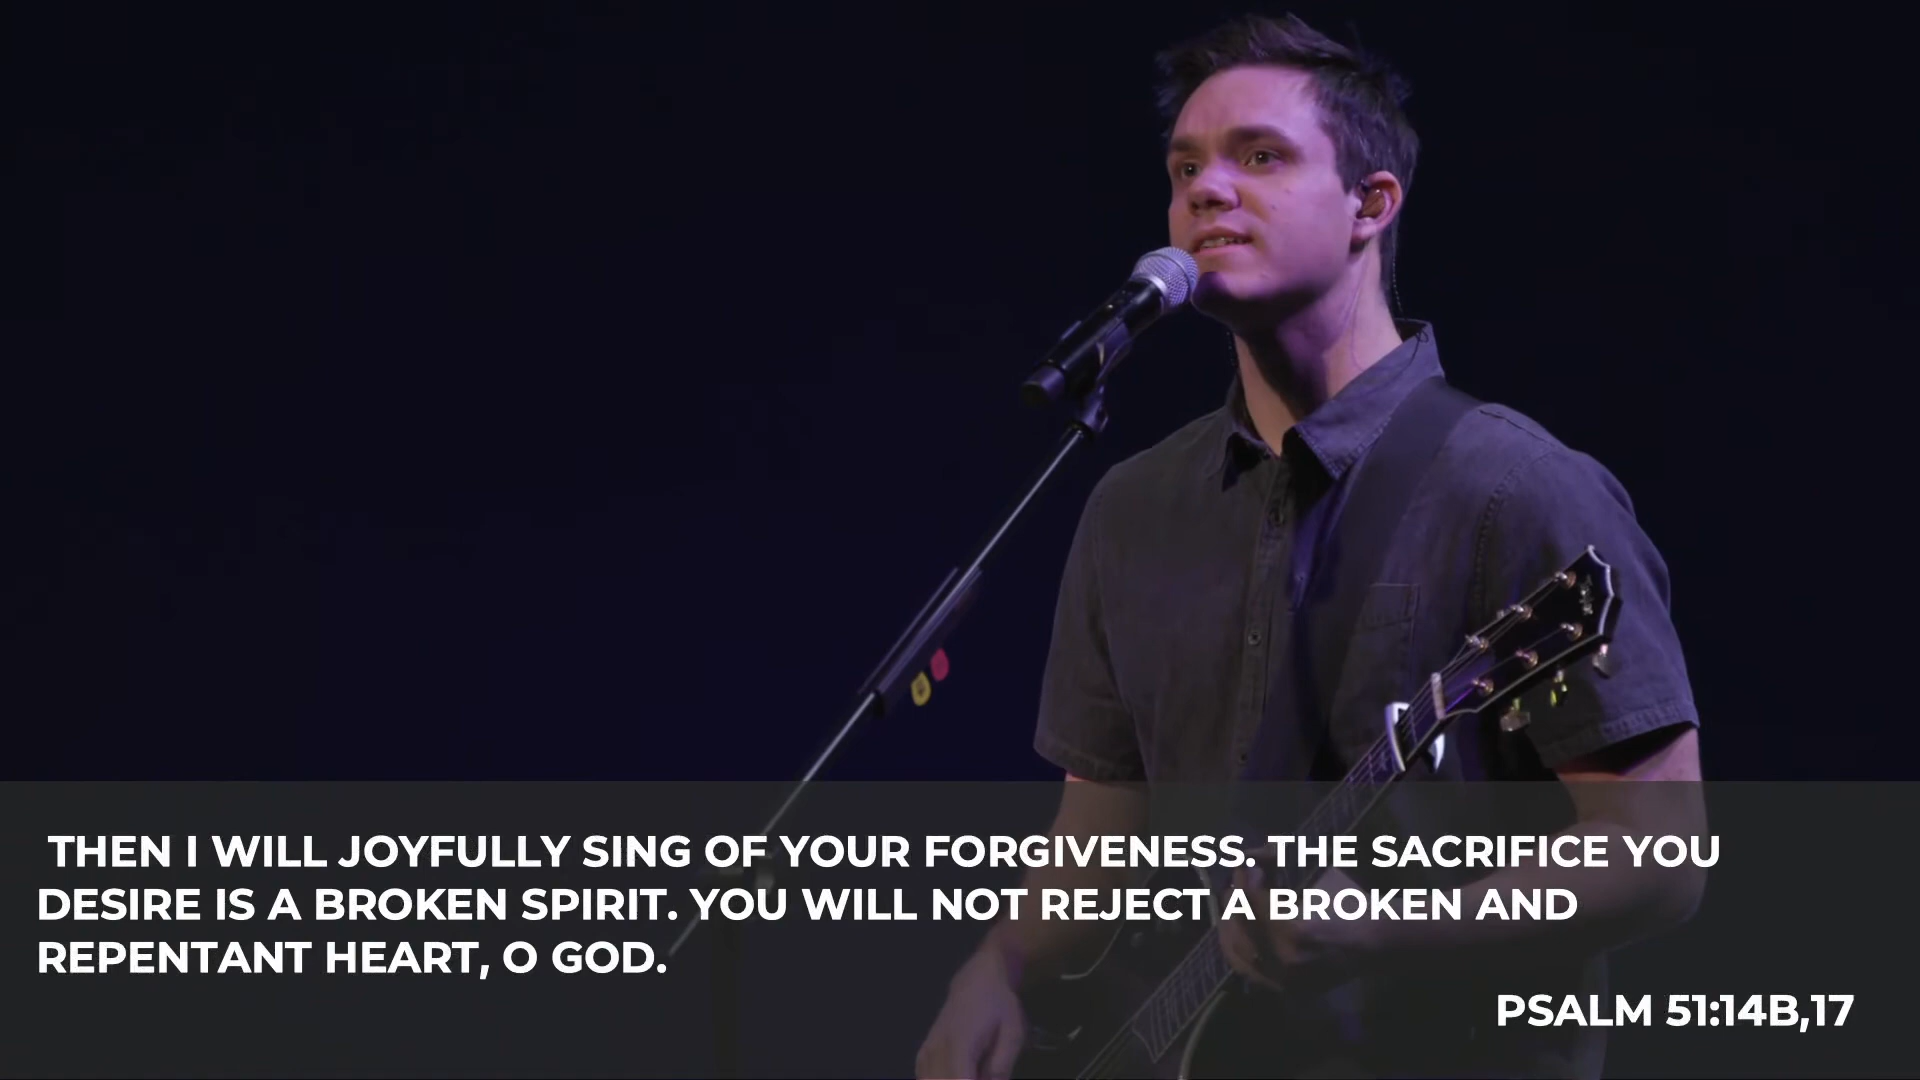 THEN I WILL JOYFULLY SING OF YOUR FORGIVENESS. THE SACRIFICE YOU
DESIRE IS A BROKEN SPIRIT. YOU WILL NOT REJECT A BROKEN AND
REPENTANT HEART, O GOD.
PSALM 51:14B,17